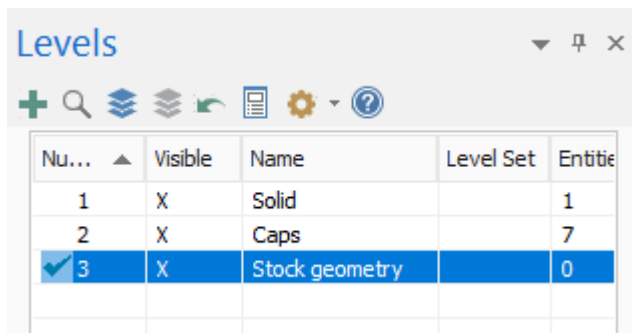 Levels
Nu... Visible Name Level Set Entitie
1 X Solid 1
2 X Caps 7
3 X Stock geometry 0